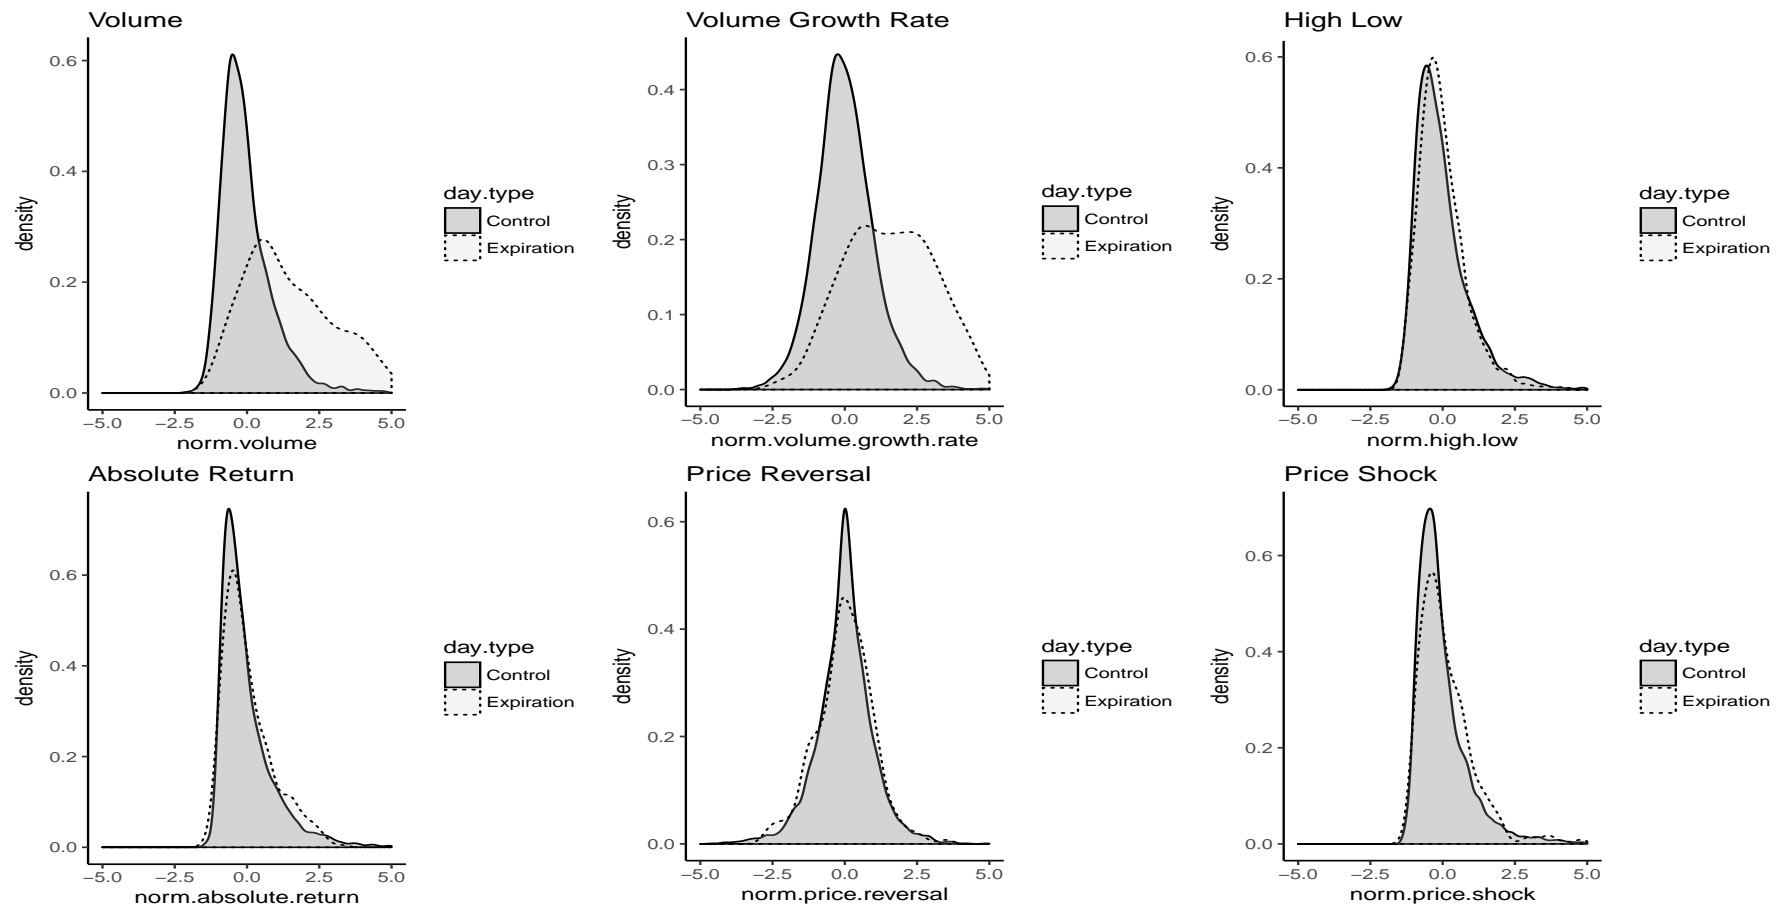 Volume
0.6
0.4
0.2
0.0
density
−5.0 −2.5 0.0 2.5 5.0
norm.volume
day.type
Control
Expiration
Volume Growth Rate
0.4
0.3
0.2
0.1
0.0
density
−5.0 −2.5 0.0 2.5 5.0
norm.volume.growth.rate
day.type
Control
Expiration
High Low
0.6
0.4
0.2
0.0
density
−5.0 −2.5 0.0 2.5 5.0
norm.high.low
day.type
Control
Expiration
Absolute Return
0.6
0.4
0.2
0.0
density
−5.0 −2.5 0.0 2.5 5.0
norm.absolute.return
day.type
Control
Expiration
Price Reversal
0.6
0.4
0.2
0.0
density
−5.0 −2.5 0.0 2.5 5.0
norm.price.reversal
day.type
Control
Expiration
Price Shock
0.6
0.4
0.2
0.0
density
−5.0 −2.5 0.0 2.5 5.0
norm.price.shock
day.type
Control
Expiration